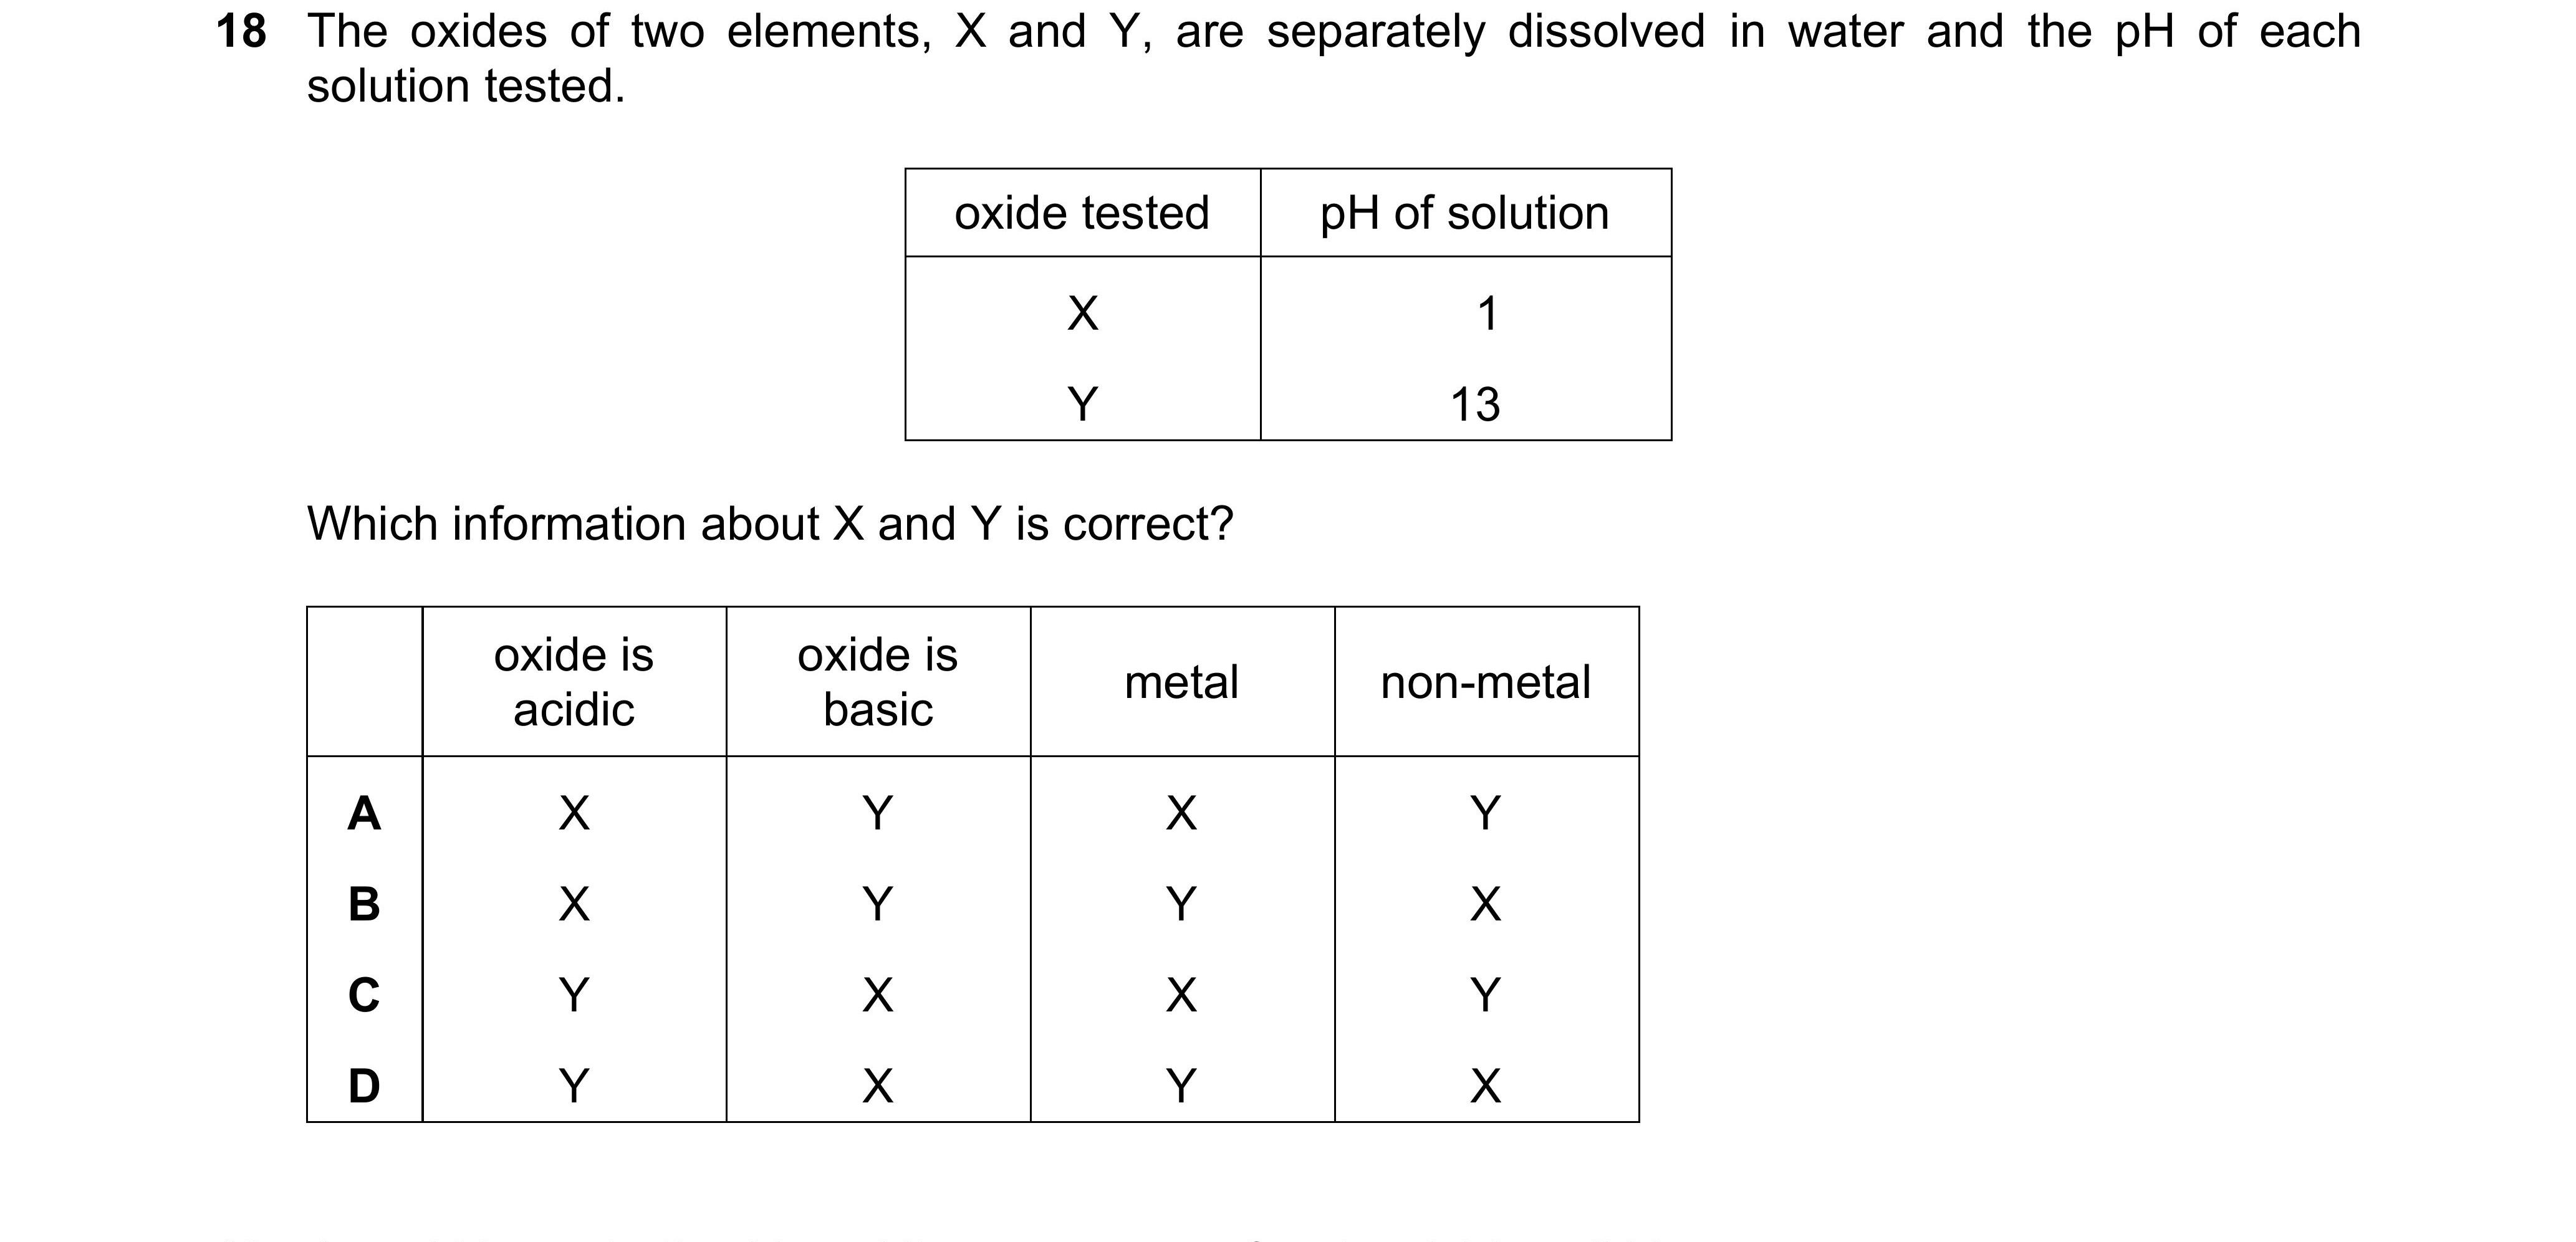 18 The oxides of two elements, X and Y, are separately dissolved in water and the pH of each
solution tested.
oxide tested pH of solution
X 1
Y 13
Which information about X and Y is correct?
oxide is acidic oxide is basic metal non-metal
A X Y X Y
B X Y Y X
C Y X X Y
D Y X Y X